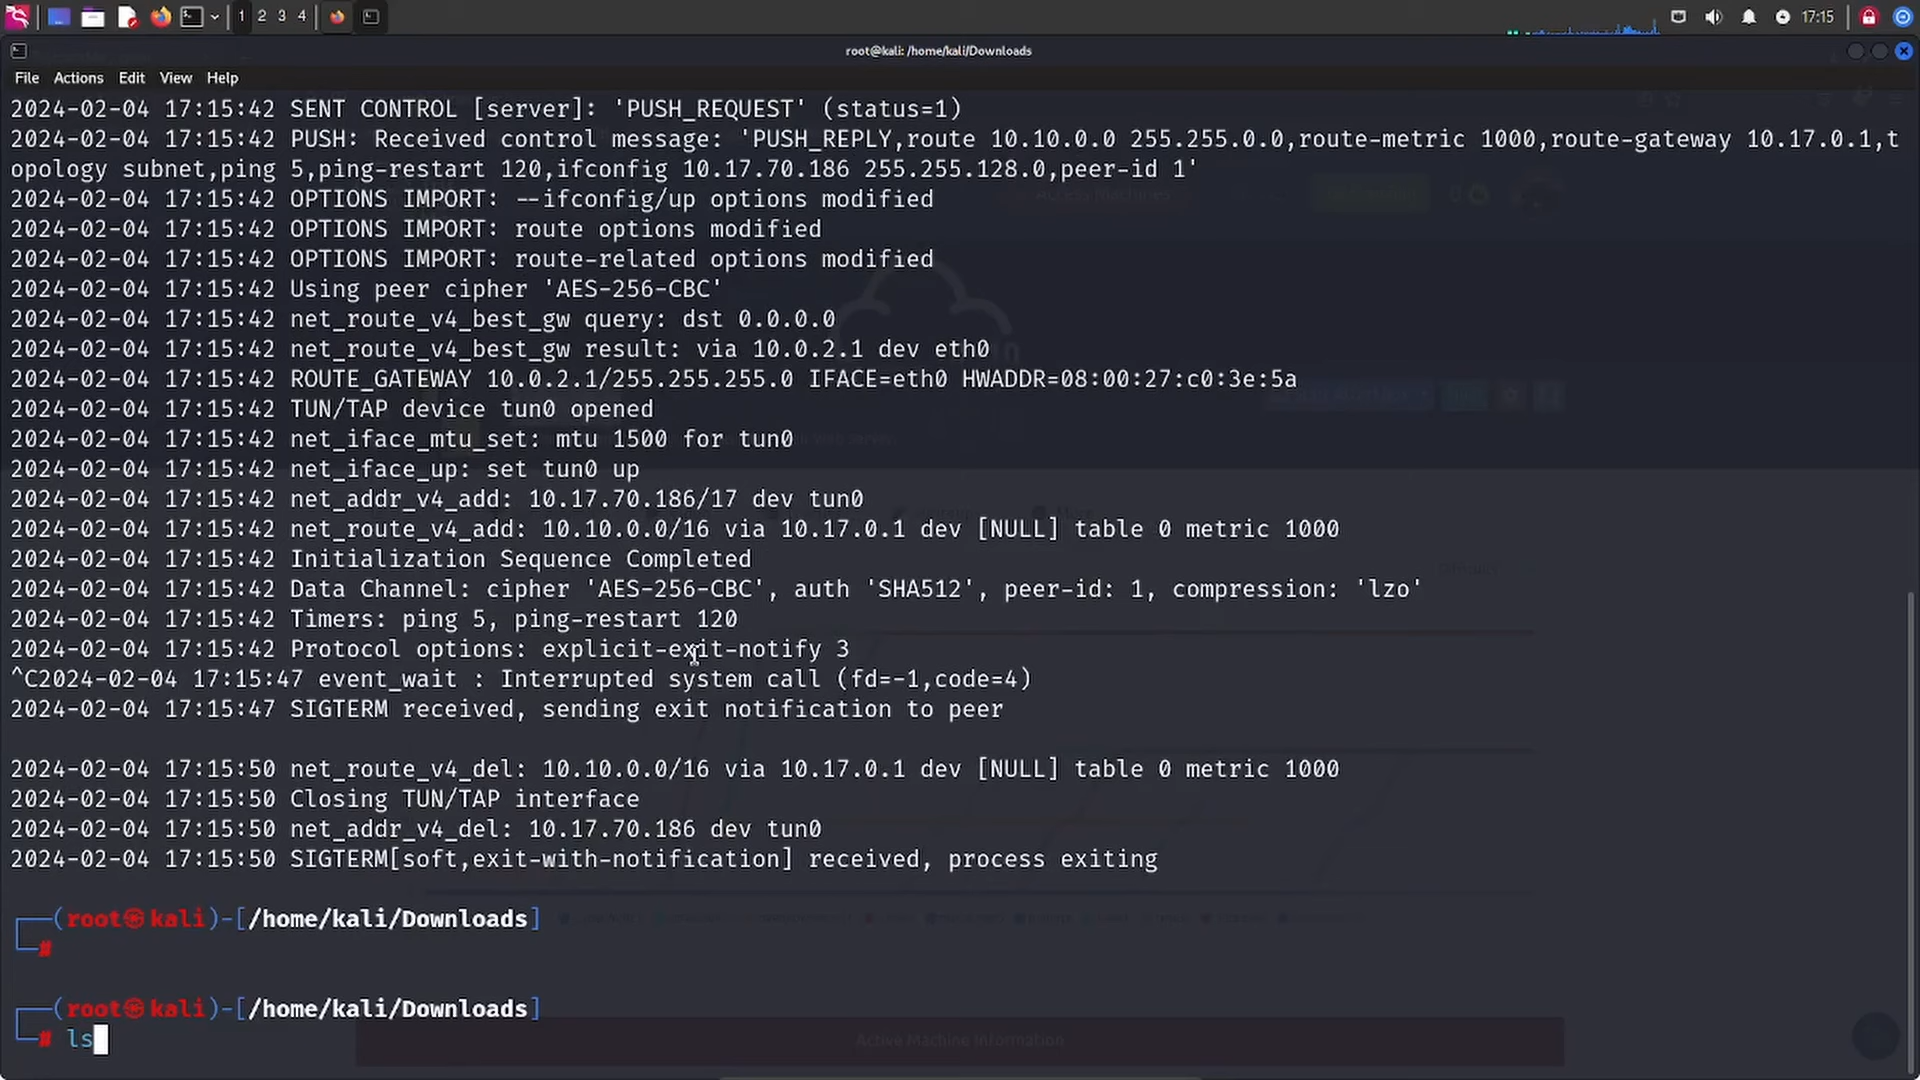 1 2 3 4
17:15
root@kali: /home/kali/Downloads
File Actions Edit View Help
2024-02-04 17:15:42 SENT CONTROL [server]: 'PUSH_REQUEST' (status=1)
2024-02-04 17:15:42 PUSH: Received control message: 'PUSH_REPLY,route 10.10.0.0 255.255.0.0,route-metric 1000,route-gateway 10.17.0.1,t
opology subnet,ping 5,ping-restart 120,ifconfig 10.17.70.186 255.255.128.0,peer-id 1'
2024-02-04 17:15:42 OPTIONS IMPORT: --ifconfig/up options modified
2024-02-04 17:15:42 OPTIONS IMPORT: route options modified
2024-02-04 17:15:42 OPTIONS IMPORT: route-related options modified
2024-02-04 17:15:42 Using peer cipher 'AES-256-CBC'
2024-02-04 17:15:42 net_route_v4_best_gw query: dst 0.0.0.0
2024-02-04 17:15:42 net_route_v4_best_gw result: via 10.0.2.1 dev eth0
2024-02-04 17:15:42 ROUTE_GATEWAY 10.0.2.1/255.255.255.0 IFACE=eth0 HWADDR=08:00:27:c0:3e:5a
2024-02-04 17:15:42 TUN/TAP device tun0 opened
2024-02-04 17:15:42 net_iface_mtu_set: mtu 1500 for tun0
2024-02-04 17:15:42 net_iface_up: set tun0 up
2024-02-04 17:15:42 net_addr_v4_add: 10.17.70.186/17 dev tun0
2024-02-04 17:15:42 net_route_v4_add: 10.10.0.0/16 via 10.17.0.1 dev [NULL] table 0 metric 1000
2024-02-04 17:15:42 Initialization Sequence Completed
2024-02-04 17:15:42 Data Channel: cipher 'AES-256-CBC', auth 'SHA512', peer-id: 1, compression: 'lzo'
2024-02-04 17:15:42 Timers: ping 5, ping-restart 120
2024-02-04 17:15:42 Protocol options: explicit-exit-notify 3
^C2024-02-04 17:15:47 event_wait : Interrupted system call (fd=-1,code=4)
2024-02-04 17:15:47 SIGTERM received, sending exit notification to peer
2024-02-04 17:15:50 net_route_v4_del: 10.10.0.0/16 via 10.17.0.1 dev [NULL] table 0 metric 1000
2024-02-04 17:15:50 Closing TUN/TAP interface
2024-02-04 17:15:50 net_addr_v4_del: 10.17.70.186 dev tun0
2024-02-04 17:15:50 SIGTERM[soft,exit-with-notification] received, process exiting
(root㉿kali)-[/home/kali/Downloads]
#
(root㉿kali)-[/home/kali/Downloads]
# ls
Active Machine Information